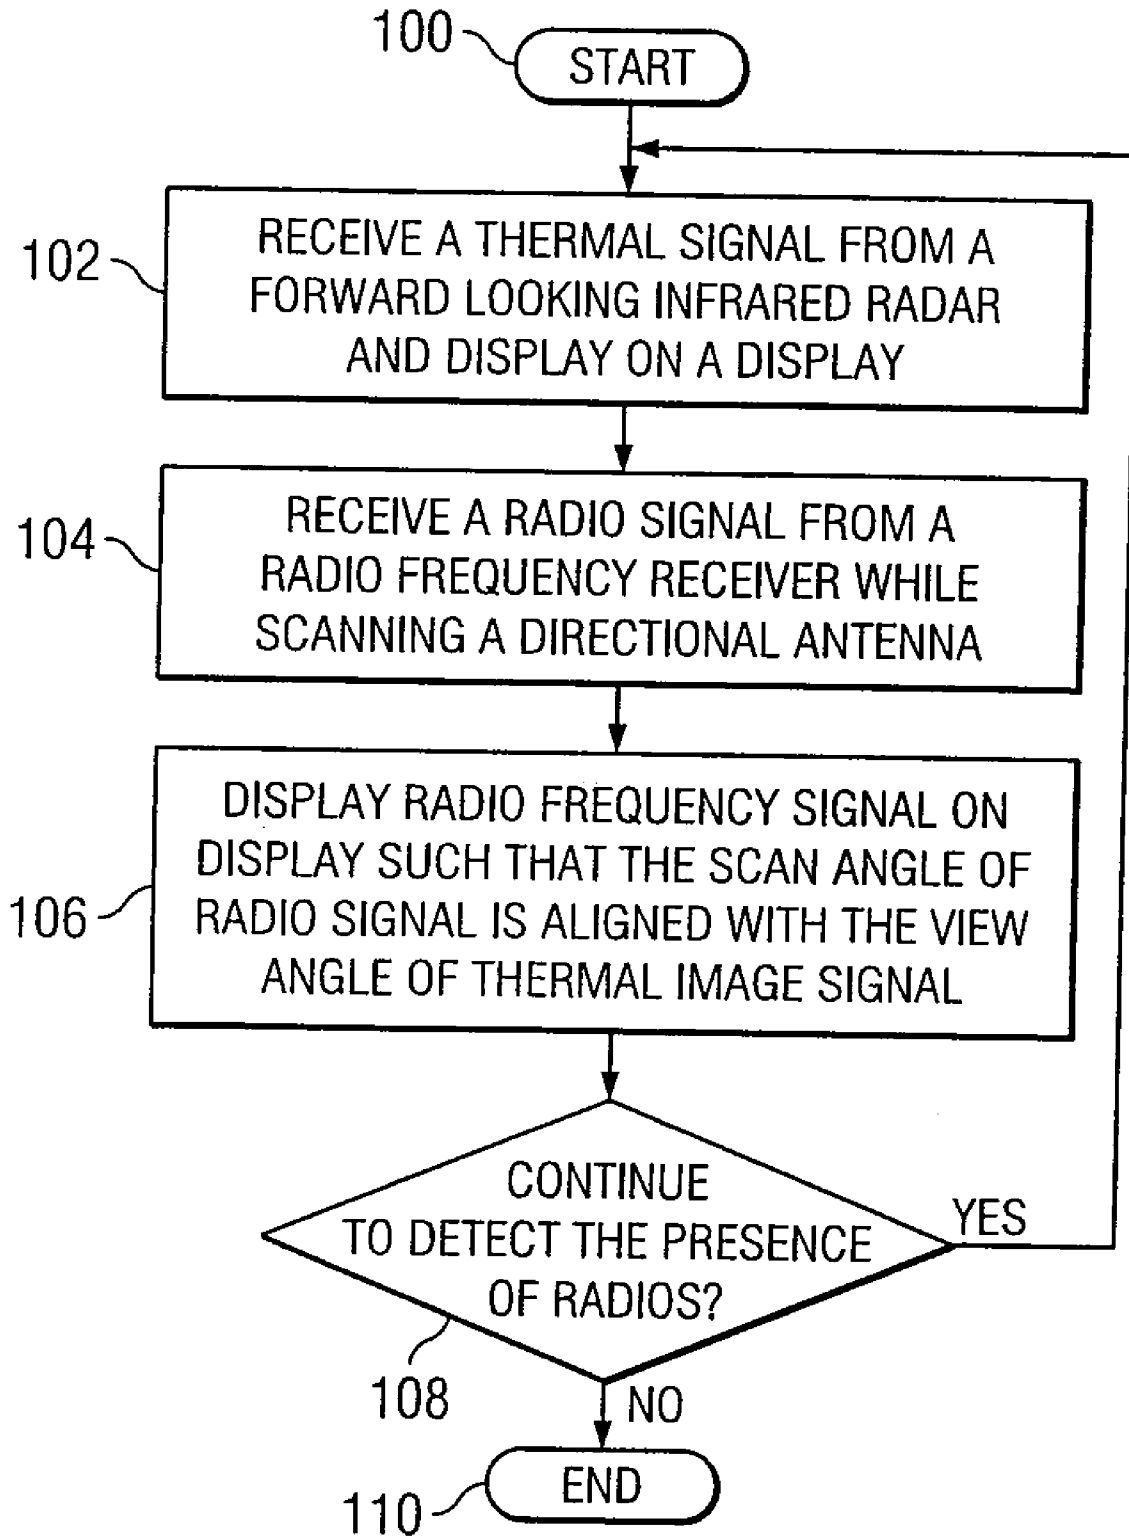 100
START
102
RECEIVE A THERMAL SIGNAL FROM A
FORWARD LOOKING INFRARED RADAR
AND DISPLAY ON A DISPLAY
104
RECEIVE A RADIO SIGNAL FROM A
RADIO FREQUENCY RECEIVER WHILE
SCANNING A DIRECTIONAL ANTENNA
106
DISPLAY RADIO FREQUENCY SIGNAL ON
DISPLAY SUCH THAT THE SCAN ANGLE OF
RADIO SIGNAL IS ALIGNED WITH THE VIEW
ANGLE OF THERMAL IMAGE SIGNAL
CONTINUE
TO DETECT THE PRESENCE
OF RADIOS?
YES
108
NO
END
110